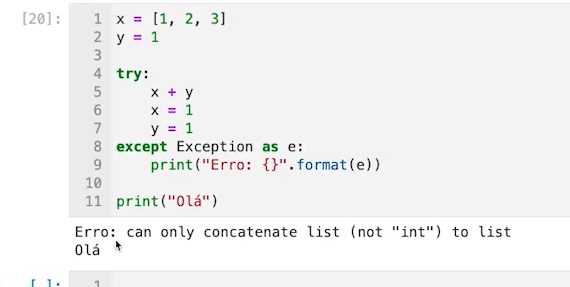 [20]: 1 x = [1, 2, 3]
2 y = 1
3
4 try:
5     x + y
6     x = 1
7     y = 1
8 except Exception as e:
9     print("Erro: {}".format(e))
10
11 print("Olá")
Erro: can only concatenate list (not "int") to list
Olá
[ ]: 1